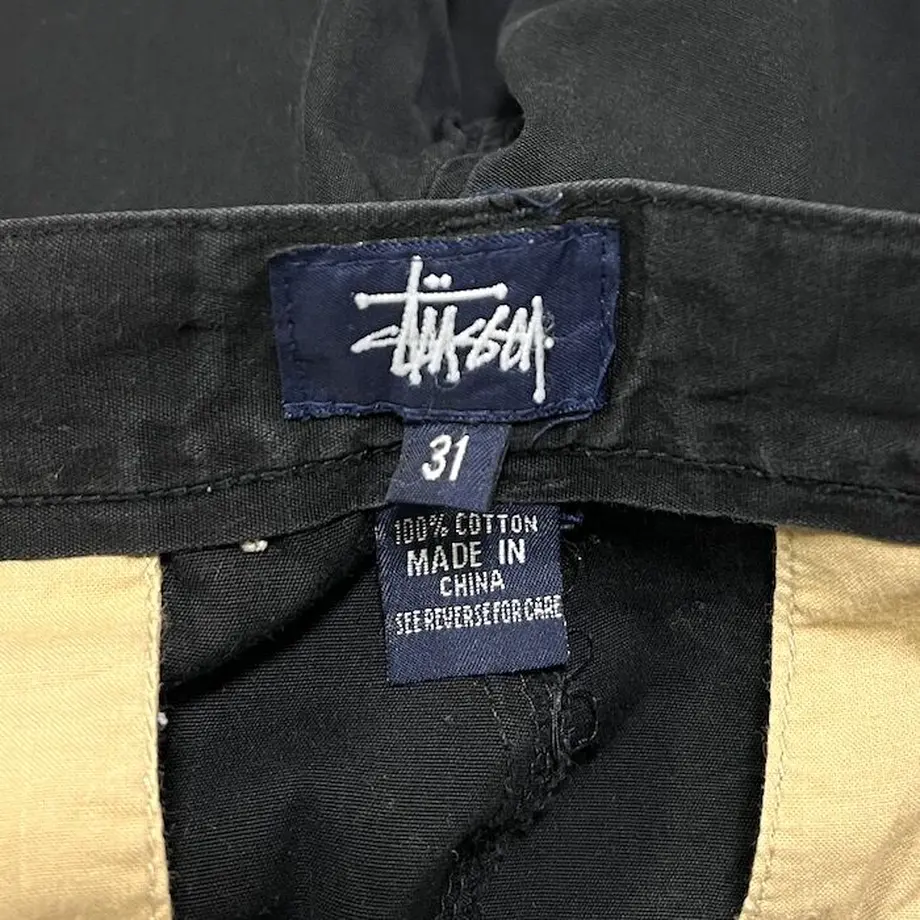 stüssy
31
100% COTTON
MADE IN
CHINA
SEE REVERSE FOR CARE